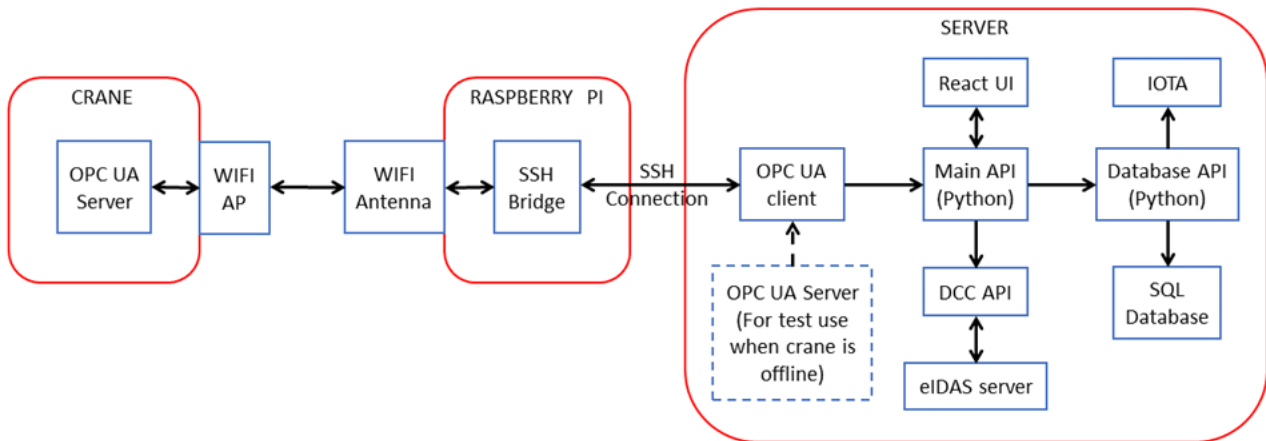 SERVER
CRANE
RASPBERRY PI
OPC UA
Server
WIFI
AP
WIFI
Antenna
SSH
Bridge
SSH
Connection
OPC UA
client
React UI
IOTA
Main API
(Python)
Database API
(Python)
OPC UA Server
(For test use
when crane is
offline)
DCC API
SQL
Database
eIDAS server